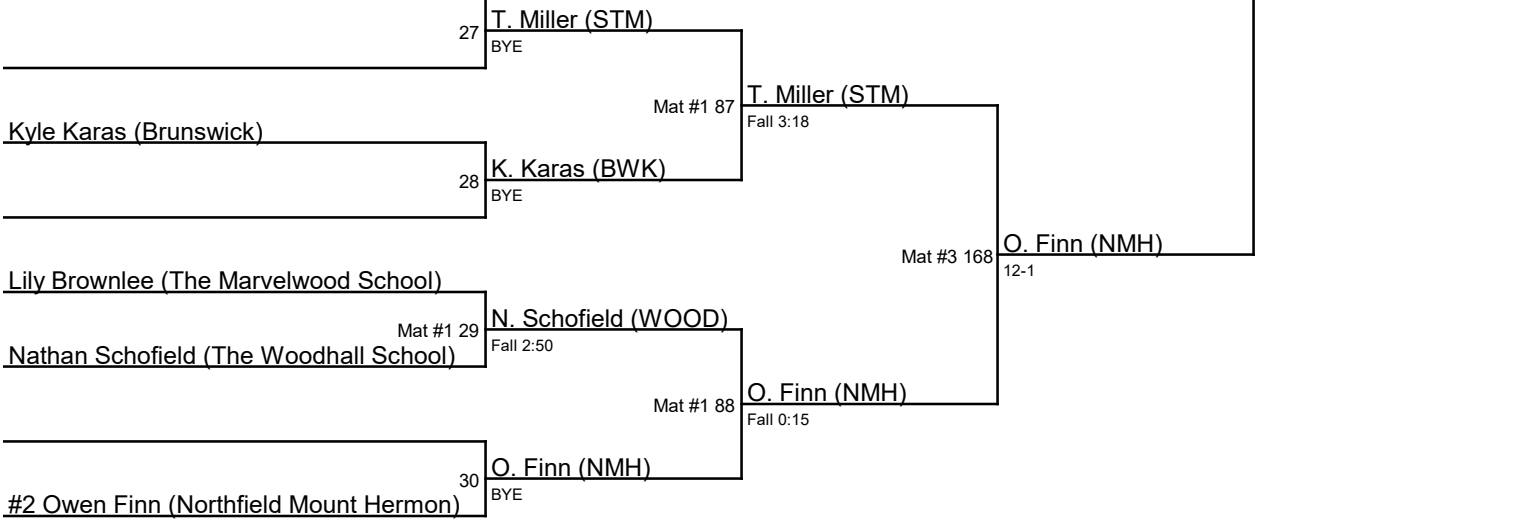 T. Miller (STM)
27
BYE
T. Miller (STM)
Mat #1 87
Fall 3:18
Kyle Karas (Brunswick)
K. Karas (BWK)
28
BYE
O. Finn (NMH)
Mat #3 168
12-1
Lily Brownlee (The Marvelwood School)
N. Schofield (WOOD)
Mat #1 29
Fall 2:50
Nathan Schofield (The Woodhall School)
O. Finn (NMH)
Mat #1 88
Fall 0:15
O. Finn (NMH)
30
BYE
#2 Owen Finn (Northfield Mount Hermon)